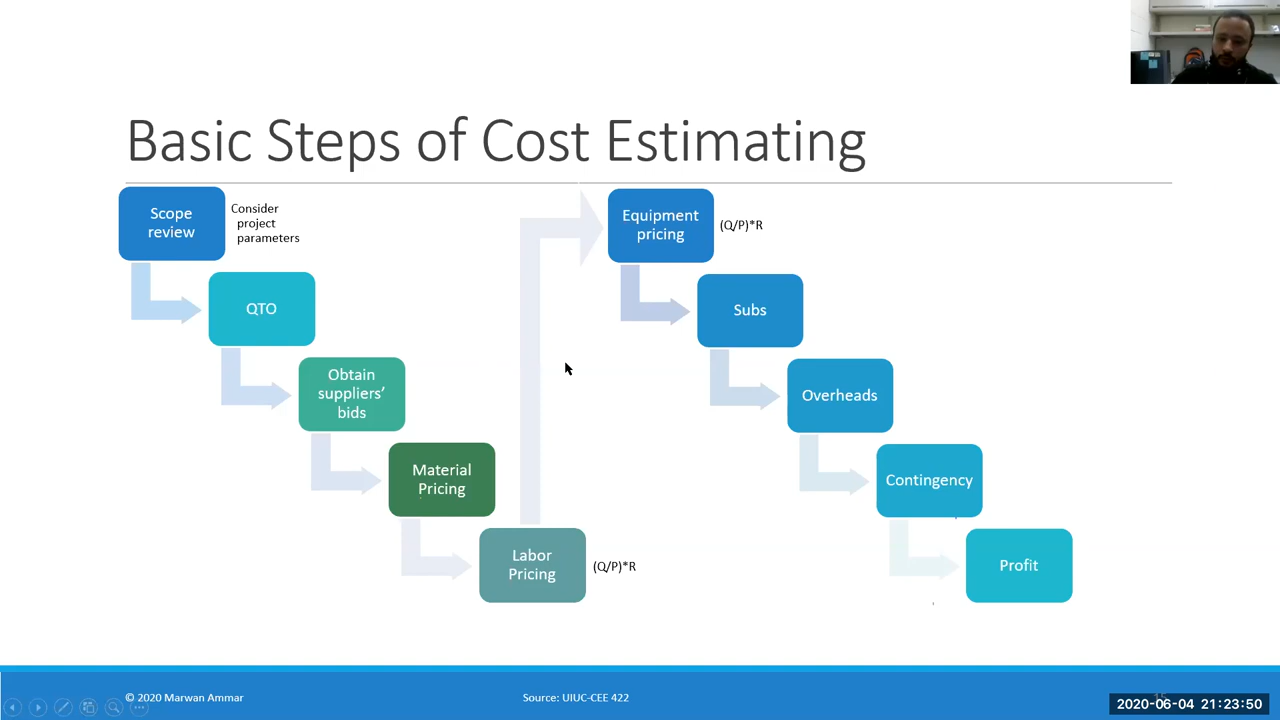 Basic Steps of Cost Estimating
Scope
review
Consider
project
parameters
QTO
Obtain
suppliers’
bids
Material
Pricing
Labor
Pricing
(Q/P)*R
Equipment
pricing
(Q/P)*R
Subs
Overheads
Contingency
Profit
© 2020 Marwan Ammar
Source: UIUC-CEE 422
2020-06-04 21:23:50